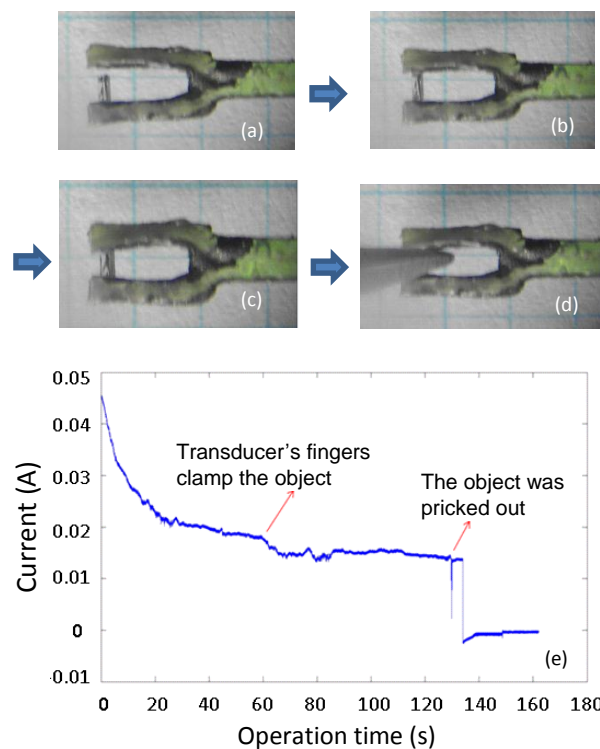 (a)
(b)
(c)
(d)
0.05
0.04
0.03
0.02
0.01
0
-0.01
Current (A)
Transducer's fingers
clamp the object
The object was
pricked out
(e)
0 20 40 60 80 100 120 140 160 180
Operation time (s)